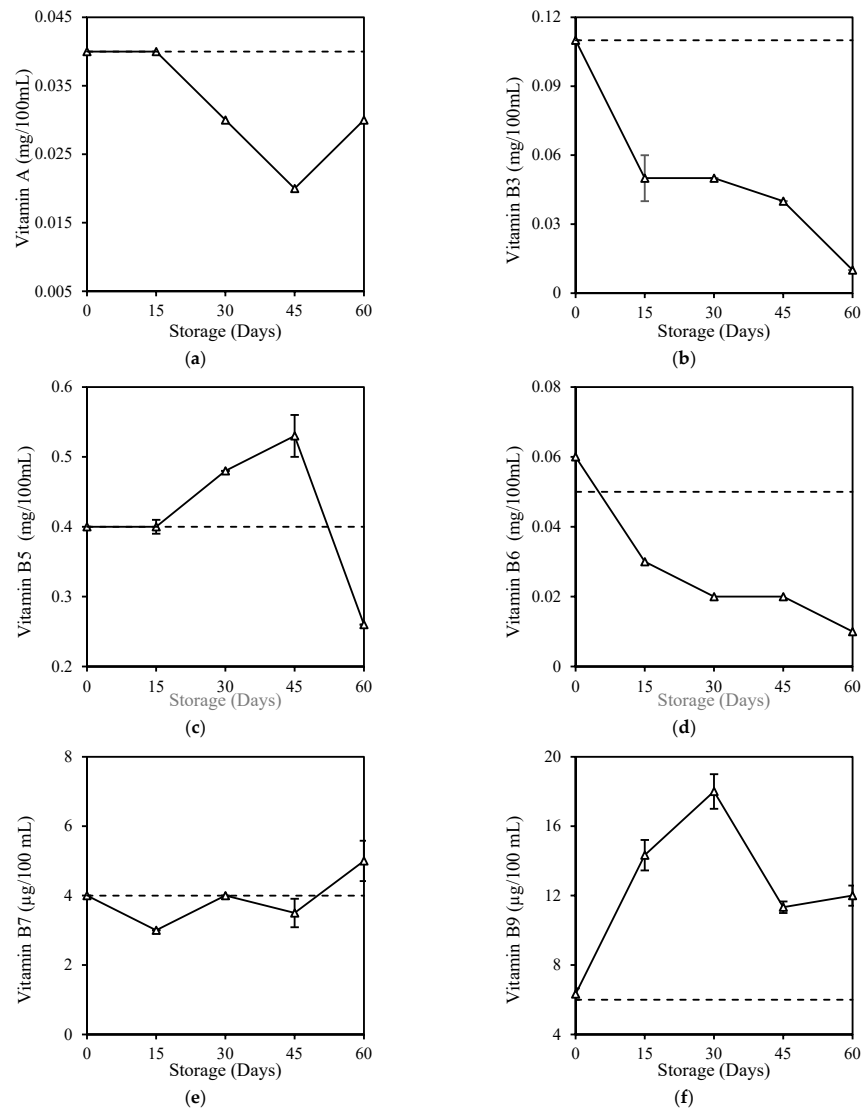 Vitamin A (mg/100mL)
0.045
0.035
0.025
0.015
0.005
0 15 30 45 60
Storage (Days)
(a)
Vitamin B3 (mg/100mL)
0.12
0.09
0.06
0.03
0
0 15 30 45 60
Storage (Days)
(b)
Vitamin B5 (mg/100mL)
0.6
0.5
0.4
0.3
0.2
0 15 30 45 60
Storage (Days)
(c)
Vitamin B6 (mg/100mL)
0.08
0.06
0.04
0.02
0
0 15 30 45 60
Storage (Days)
(d)
Vitamin B7 (µg/100 mL)
8
6
4
2
0
0 15 30 45 60
Storage (Days)
(e)
Vitamin B9 (µg/100 mL)
20
16
12
8
4
0 15 30 45 60
Storage (Days)
(f)